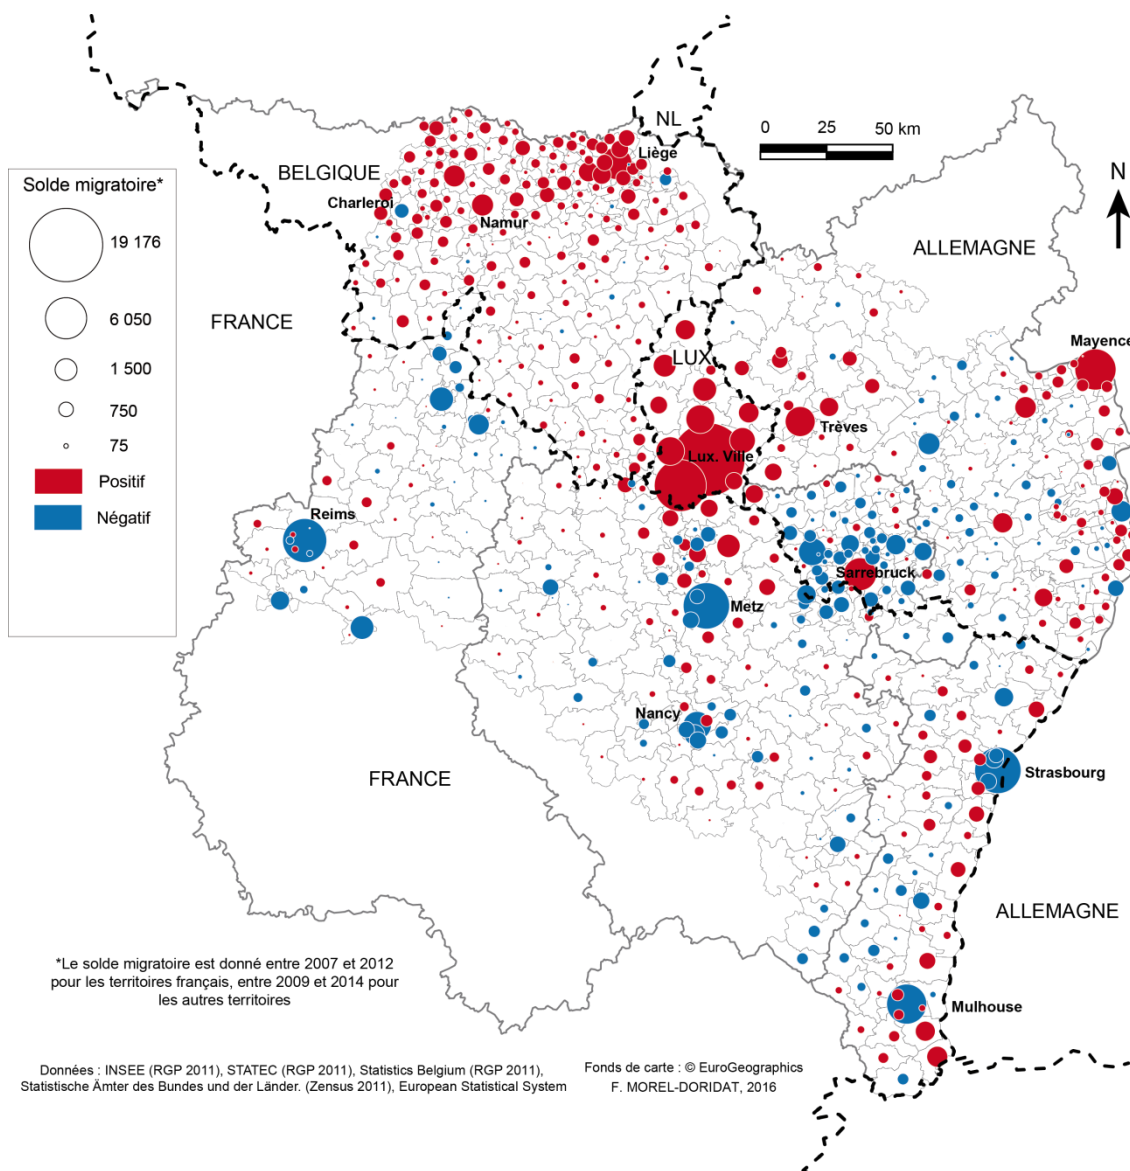 NL
0 25 50 km
Liège
BELGIQUE
Solde migratoire*
N
Charleroi
Namur
19 176
ALLEMAGNE
6 050
FRANCE
Mayence
LUX
1 500
750
Trèves
75
Lux. Ville
Positif
Négatif
Reims
Sarrebruck
Metz
Nancy
Strasbourg
FRANCE
ALLEMAGNE
*Le solde migratoire est donné entre 2007 et 2012
pour les territoires français, entre 2009 et 2014 pour
les autres territoires
Mulhouse
Données : INSEE (RGP 2011), STATEC (RGP 2011), Statistics Belgium (RGP 2011),
Statistische Ämter des Bundes und der Länder. (Zensus 2011), European Statistical System
Fonds de carte : © EuroGeographics
F. MOREL-DORIDAT, 2016